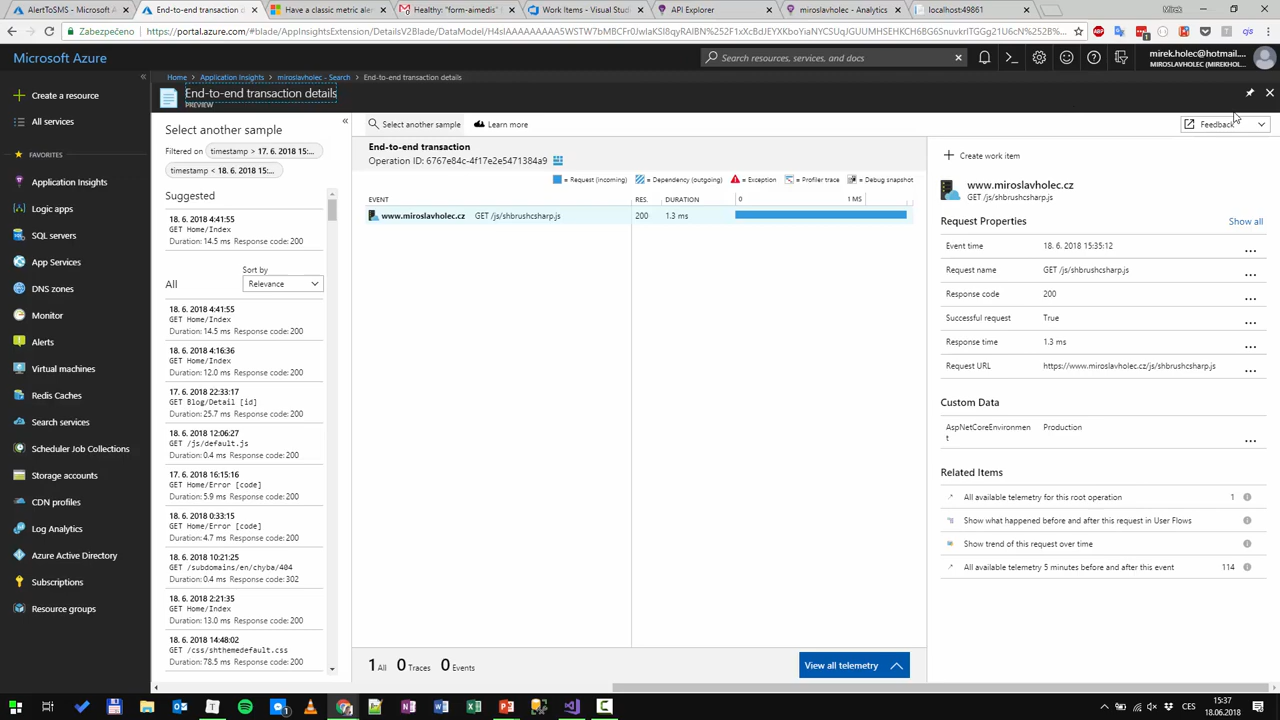 AlertToSMS - Microsoft A
End-to-end transaction d
Have a classic metric aler
Healthy: "form-aimedis"
Work Items - Visual Stud
API Explorer
miroslavholec - Analytics
localhost:49861
Mirek
Zabezpečeno
Microsoft Azure
Search resources, services, and docs
mirek.holec@hotmail....
MIROSLAVHOLEC (MIREKHOL...
Home
Application Insights
miroslavholec - Search
End-to-end transaction details
End-to-end transaction details
PREVIEW
Create a resource
All services
FAVORITES
Application Insights
Logic apps
SQL servers
App Services
DNS zones
Monitor
Alerts
Virtual machines
Redis Caches
Search services
Scheduler Job Collections
Storage accounts
CDN profiles
Log Analytics
Azure Active Directory
Subscriptions
Resource groups
Select another sample
Filtered on timestamp > 17. 6. 2018 15:...
timestamp < 18. 6. 2018 15:...
Suggested
18. 6. 2018 4:41:55
GET Home/Index
Duration: 14.5 ms Response code: 200
Sort by
All Relevance
18. 6. 2018 4:41:55
GET Home/Index
Duration: 14.5 ms Response code: 200
18. 6. 2018 4:16:36
GET Home/Index
Duration: 12.0 ms Response code: 200
17. 6. 2018 22:33:17
GET Blog/Detail [id]
Duration: 25.7 ms Response code: 200
18. 6. 2018 12:06:27
GET /js/default.js
Duration: 0.4 ms Response code: 200
17. 6. 2018 16:15:16
GET Home/Error [code]
Duration: 5.9 ms Response code: 200
18. 6. 2018 0:33:15
GET Home/Error [code]
Duration: 4.7 ms Response code: 200
18. 6. 2018 10:21:25
GET /subdomains/en/chyba/404
Duration: 0.4 ms Response code: 302
18. 6. 2018 2:21:35
GET Home/Index
Duration: 13.0 ms Response code: 200
18. 6. 2018 14:48:02
GET /css/shthemedefault.css
Duration: 78.5 ms Response code: 200
Select another sample
Learn more
Feedback
End-to-end transaction
Operation ID: 6767e84c-4f17e2e5471384a9
= Request (incoming)
= Dependency (outgoing)
= Exception
= Profiler trace
= Debug snapshot
EVENT RES. DURATION 0 1 MS
www.miroslavholec.cz GET /js/shbrushcsharp.js 200 1.3 ms
1 All 0 Traces 0 Events
View all telemetry
Create work item
www.miroslavholec.cz
GET /js/shbrushcsharp.js
Request Properties Show all
Event time 18. 6. 2018 15:35:12
Request name GET /js/shbrushcsharp.js
Response code 200
Successful request True
Response time 1.3 ms
Request URL https://www.miroslavholec.cz/js/shbrushcsharp.js
Custom Data
AspNetCoreEnvironmen Production
t
Related Items
All available telemetry for this root operation 1
Show what happened before and after this request in User Flows
Show trend of this request over time
All available telemetry 5 minutes before and after this event 114
CES
15:37
18.06.2018